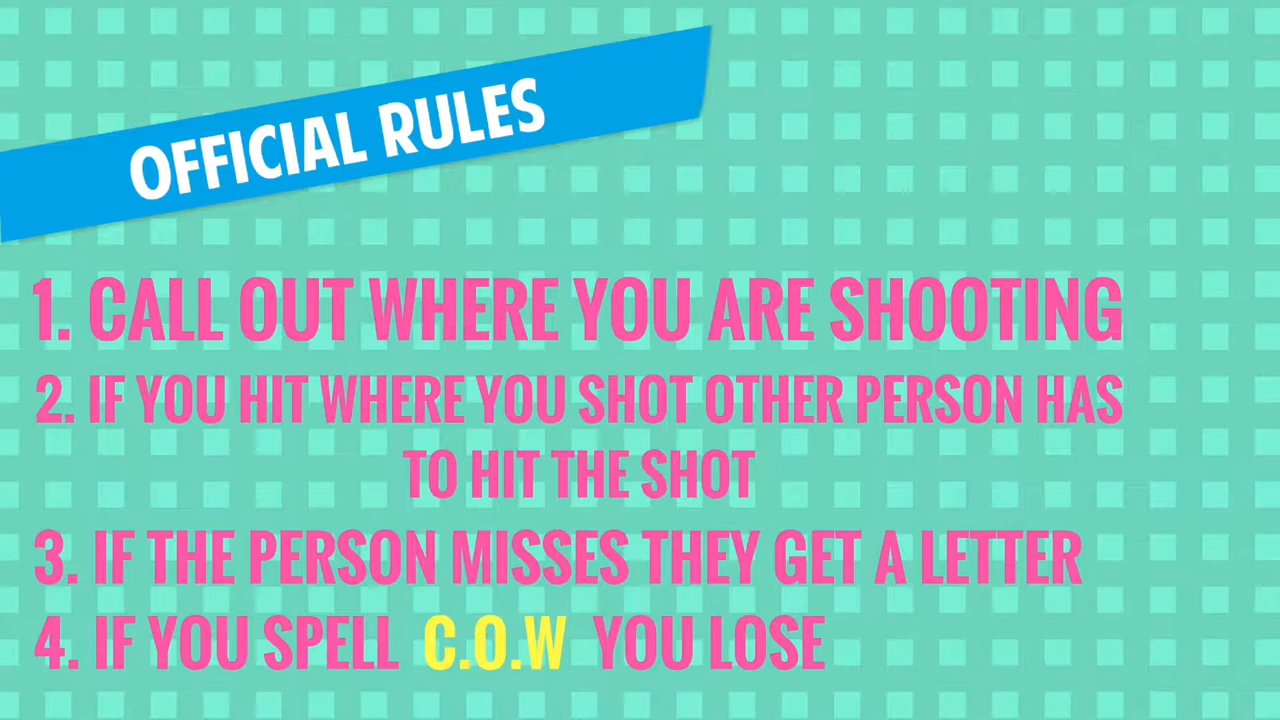 OFFICIAL RULES
1. CALL OUT WHERE YOU ARE SHOOTING
2. IF YOU HIT WHERE YOU SHOT OTHER PERSON HAS
TO HIT THE SHOT
3. IF THE PERSON MISSES THEY GET A LETTER
4. IF YOU SPELL C.O.W YOU LOSE